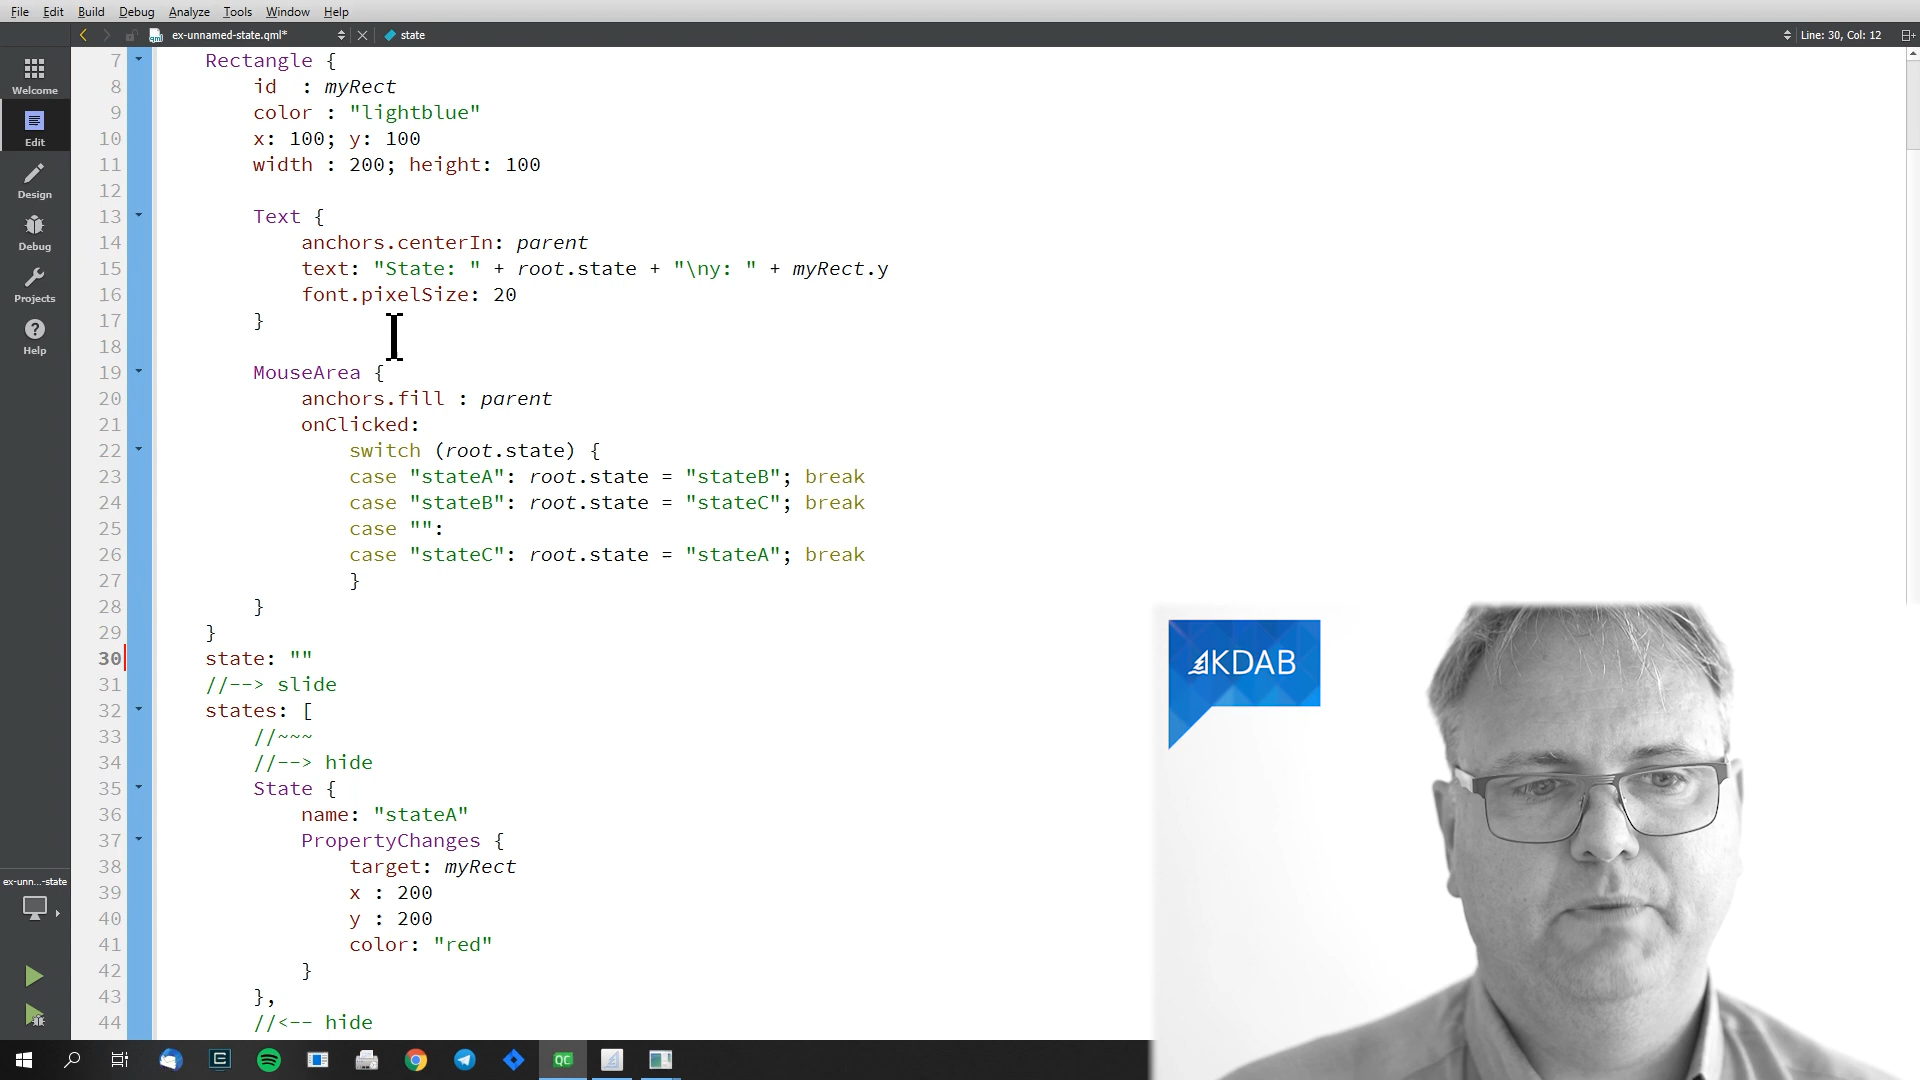 File Edit Build Debug Analyze Tools Window Help
ex-unnamed-state.qml* state Line: 30, Col: 12
Welcome
Edit
Design
Debug
Projects
Help
ex-unn...-state
7 Rectangle {
8 id : myRect
9 color : "lightblue"
10 x: 100; y: 100
11 width : 200; height: 100
12
13 Text {
14 anchors.centerIn: parent
15 text: "State: " + root.state + "\ny: " + myRect.y
16 font.pixelSize: 20
17 }
18
19 MouseArea {
20 anchors.fill : parent
21 onClicked:
22 switch (root.state) {
23 case "stateA": root.state = "stateB"; break
24 case "stateB": root.state = "stateC"; break
25 case "":
26 case "stateC": root.state = "stateA"; break
27 }
28 }
29 }
30 state: ""
31 //--> slide
32 states: [
33 //~~~
34 //--> hide
35 State {
36 name: "stateA"
37 PropertyChanges {
38 target: myRect
39 x : 200
40 y : 200
41 color: "red"
42 }
43 },
44 //<-- hide
KDAB
QC